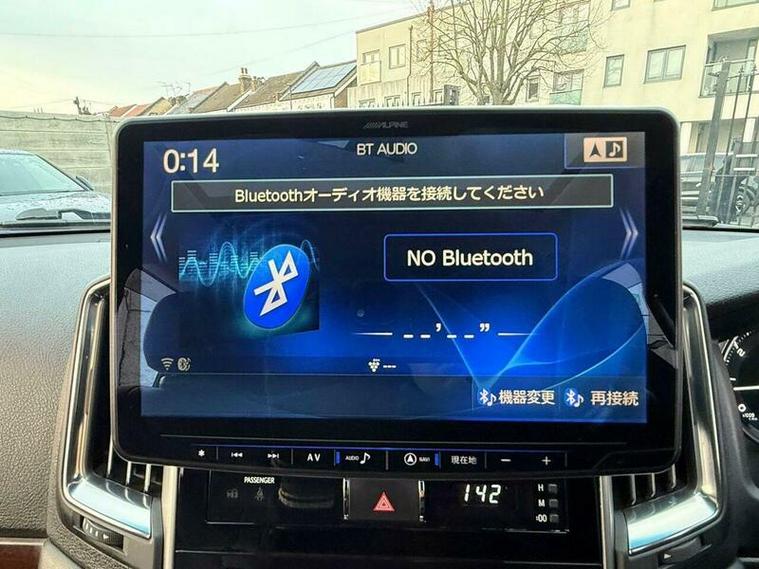 ALPINE
BT AUDIO
0:14
Bluetoothオーディオ機器を接続してください
NO Bluetooth
--'--"
---
機器変更 再接続
AV AUDIO NAVI 現在地 - +
PASSENGER
142
H
M
:00